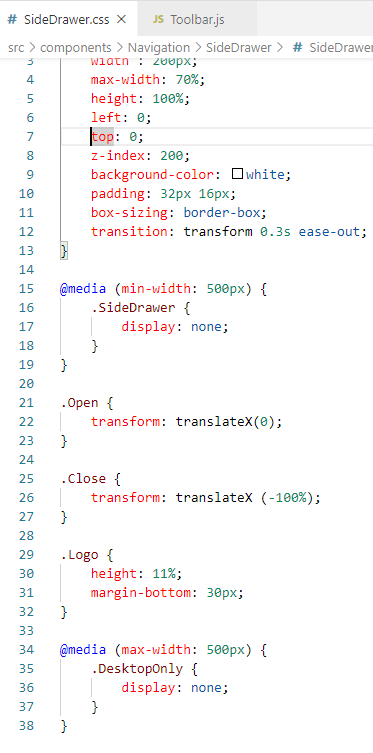 SideDrawer.css × JS Toolbar.js
src > components > Navigation > SideDrawer > # SideDrawer
3 width : 200px;
4 max-width: 70%;
5 height: 100%;
6 left: 0;
7 top: 0;
8 z-index: 200;
9 background-color: white;
10 padding: 32px 16px;
11 box-sizing: border-box;
12 transition: transform 0.3s ease-out;
13 }
14
15 @media (min-width: 500px) {
16 .SideDrawer {
17 display: none;
18 }
19 }
20
21 .Open {
22 transform: translateX(0);
23 }
24
25 .Close {
26 transform: translateX (-100%);
27 }
28
29 .Logo {
30 height: 11%;
31 margin-bottom: 30px;
32 }
33
34 @media (max-width: 500px) {
35 .DesktopOnly {
36 display: none;
37 }
38 }